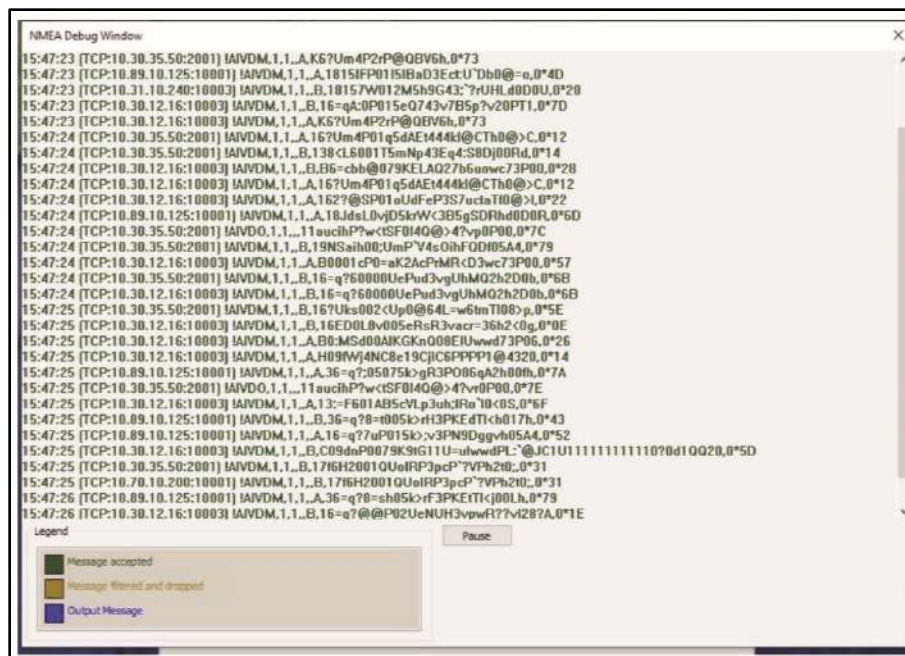 NMEA Debug Window
15:47:23 (TCP:10.30.35.50:2001) !AIVDM,1,1,,A,K6?Um4P2rP@QBV6h,0*73
15:47:23 (TCP:10.89.10.125:10001) !AIVDM,1,1,,A,1815IFP01I5IBaD3Ect:U`Db0@=o,0*4D
15:47:23 (TCP:10.31.10.240:10003) !AIVDM,1,1,,B,18157W012M5h9G43;`?rUHLd0D0U,0*20
15:47:23 (TCP:10.30.12.16:10003) !AIVDM,1,1,,B,16=qA:0P015eQ743v7B5p?v20PT1,0*7D
15:47:23 (TCP:10.30.12.16:10003) !AIVDM,1,1,,A,K6?Um4P2rP@QBV6h,0*73
15:47:24 (TCP:10.30.35.50:2001) !AIVDM,1,1,,A,16?Um4P01q5dAEt444kl@CTh0@>C,0*12
15:47:24 (TCP:10.30.35.50:2001) !AIVDM,1,1,,B,138<L6001T5mNp43Eq4:S8Dj00Rd,0*14
15:47:24 (TCP:10.30.12.16:10003) !AIVDM,1,1,,B,B6=cbb@079KELAQ27b6uowc73P00,0*28
15:47:24 (TCP:10.30.12.16:10003) !AIVDM,1,1,,A,16?Um4P01q5dAEt444kl@CTh0@>C,0*12
15:47:24 (TCP:10.30.35.50:2001) !AIVDM,1,1,,A,162?@SP01oUdFeP3S7uctaTf0@>l,0*22
15:47:24 (TCP:10.89.10.125:10001) !AIVDM,1,1,,A,18JdsL0vjD5krW<3B5gSDRhd0D0R,0*6D
15:47:24 (TCP:10.30.35.50:2001) !AIVDO,1,1,,,11aucihP?w<tSF0l4Q@>4?vp0P00,0*7C
15:47:24 (TCP:10.30.12.16:10003) !AIVDM,1,1,,B,19NSaih00;UmP`V4sOihFQDf05A4,0*79
15:47:24 (TCP:10.30.12.16:10003) !AIVDM,1,1,,A,B0001cP0=aK2AcPrMR<D3wc73P00,0*57
15:47:24 (TCP:10.30.35.50:2001) !AIVDM,1,1,,B,16=q?60000UePud3vgUhMQ2h2D0b,0*6B
15:47:24 (TCP:10.30.12.16:10003) !AIVDM,1,1,,B,16=q?60000UePud3vgUhMQ2h2D0b,0*6B
15:47:25 (TCP:10.30.35.50:2001) !AIVDM,1,1,,B,16?Uks002<Up0@64L=w6tmTl08>p,0*5E
15:47:25 (TCP:10.30.12.16:10003) !AIVDM,1,1,,B,16ED0L8v005eRsR3vacr=36h2<0g,0*0E
15:47:25 (TCP:10.30.12.16:10003) !AIVDM,1,1,,A,B0:MSd00AlKGKnQ08EIUwwd73P06,0*26
15:47:25 (TCP:10.30.12.16:10003) !AIVDM,1,1,,A,H09fWj4NC8e19CjlC6PPPP1@4320,0*14
15:47:25 (TCP:10.89.10.125:10001) !AIVDM,1,1,,A,36=q?;05075k>gR3PO86qA2h00fh,0*7A
15:47:25 (TCP:10.30.35.50:2001) !AIVDO,1,1,,,11aucihP?w<tSF0l4Q@>4?vr0P00,0*7E
15:47:25 (TCP:10.30.12.16:10003) !AIVDM,1,1,,A,13:=F601AB5cVLp3uh;lRo`l0<0S,0*6F
15:47:25 (TCP:10.89.10.125:10001) !AIVDM,1,1,,B,36=q?8=t005k>rH3PKEdTl<h017h,0*43
15:47:25 (TCP:10.89.10.125:10001) !AIVDM,1,1,,A,16=q?7uP015k>;v3PN9Dggvh05A4,0*52
15:47:25 (TCP:10.30.12.16:10003) !AIVDM,1,1,,B,C09dnP0079K9tG11U=ulwwdPL:`@JC1U1111111111110?0d1QQ20,0*5D
15:47:25 (TCP:10.30.35.50:2001) !AIVDM,1,1,,B,17f6H2001QUolRP3pcP`?VPh2t0;,0*31
15:47:25 (TCP:10.70.10.200:10001) !AIVDM,1,1,,B,17f6H2001QUolRP3pcP`?VPh2t0;,0*31
15:47:26 (TCP:10.89.10.125:10001) !AIVDM,1,1,,A,36=q?8=sh05k>rF3PKEtTl<j00Lh,0*79
15:47:26 (TCP:10.30.12.16:10003) !AIVDM,1,1,,B,16=q?@@P02UeNUH3vpwR??vl28?A,0*1E
Legend
Pause
Message accepted
Message filtered and dropped
Output Message